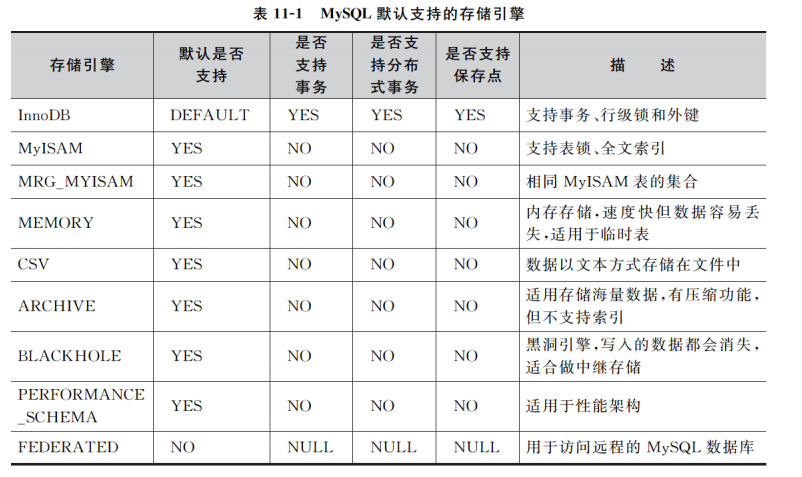 表 11-1 MySQL 默认支持的存储引擎
存储引擎 默认是否支持 是否支持事务 是否支持分布式事务 是否支持保存点 描 述
InnoDB DEFAULT YES YES YES 支持事务、行级锁和外键
MyISAM YES NO NO NO 支持表锁、全文索引
MRG_MYISAM YES NO NO NO 相同 MyISAM 表的集合
MEMORY YES NO NO NO 内存存储,速度快但数据容易丢失,适用于临时表
CSV YES NO NO NO 数据以文本方式存储在文件中
ARCHIVE YES NO NO NO 适用存储海量数据,有压缩功能,但不支持索引
BLACKHOLE YES NO NO NO 黑洞引擎,写入的数据都会消失,适合做中继存储
PERFORMANCE_SCHEMA YES NO NO NO 适用于性能架构
FEDERATED NO NULL NULL NULL 用于访问远程的 MySQL 数据库